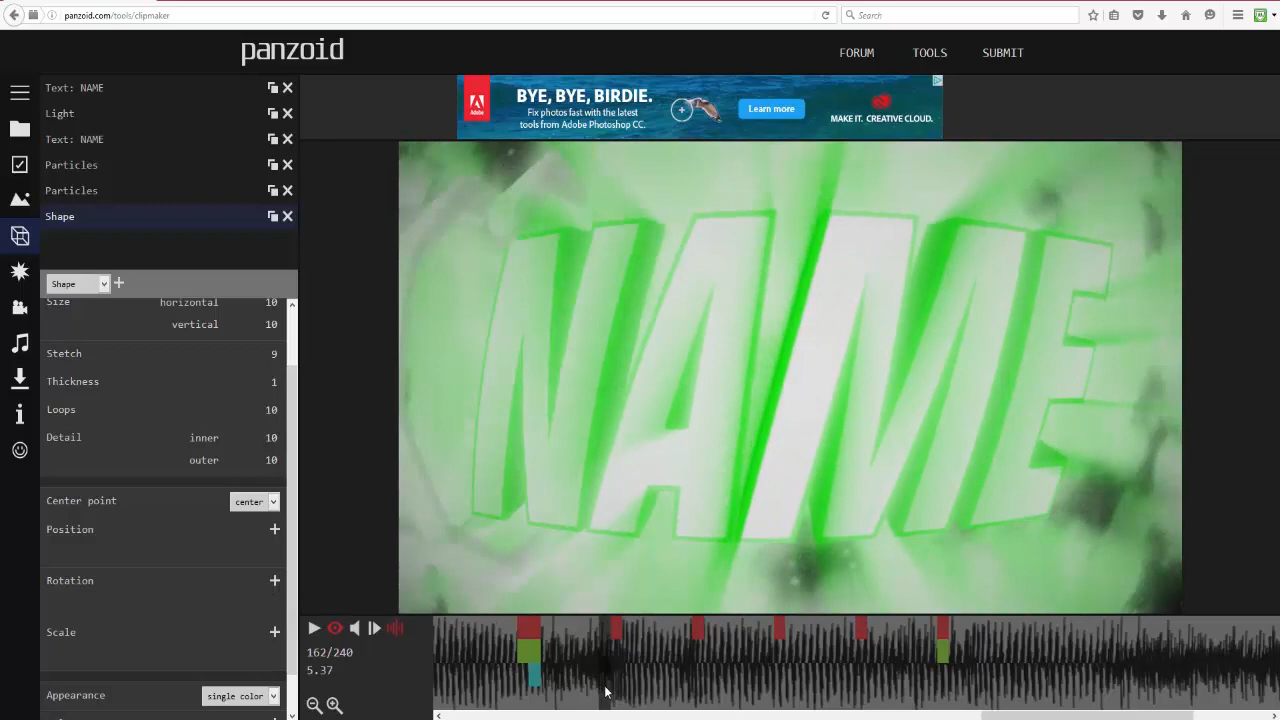 panzoid.com/tools/clipmaker
Search
panzoid
FORUM
TOOLS
SUBMIT
Text: NAME
Light
Text: NAME
Particles
Particles
Shape
Shape
BYE, BYE, BIRDIE.
Fix photos fast with the latest
tools from Adobe Photoshop CC.
Learn more
MAKE IT. CREATIVE CLOUD.
Adobe
NAME
Size horizontal 10
vertical 10
Stretch 9
Thickness 1
Loops 10
Detail inner 10
outer 10
Center point center
Position
Rotation
Scale
Appearance single color
162/240
5.37